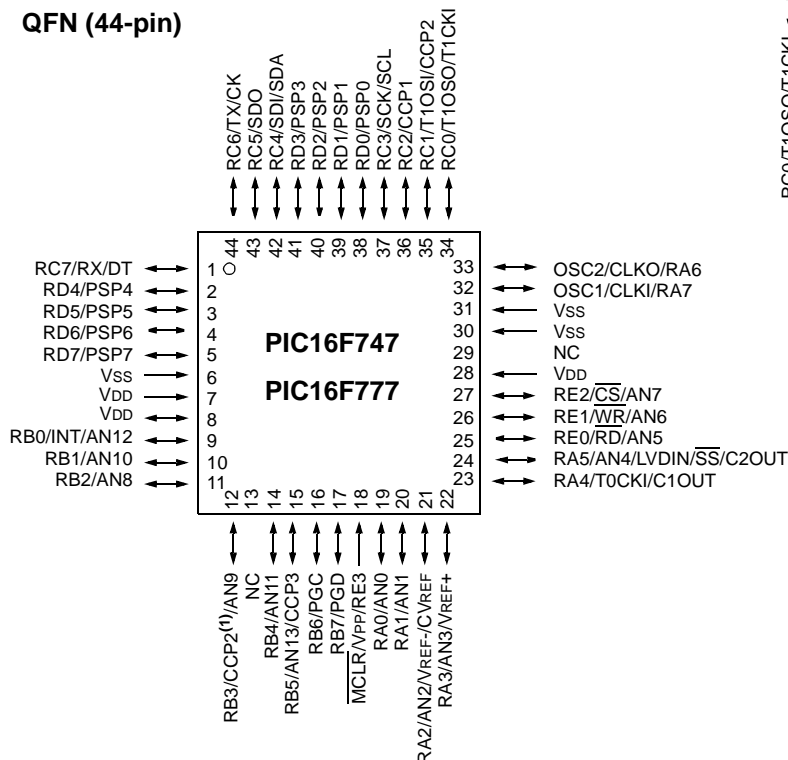 QFN (44-pin)
RC6/TX/CK
RC5/SDO
RC4/SDI/SDA
RD3/PSP3
RD2/PSP2
RD1/PSP1
RD0/PSP0
RC3/SCK/SCL
RC2/CCP1
RC1/T1OSI/CCP2
RC0/T1OSO/T1CKI
RC0/T1OSO/T1CKI
44
43
42
41
40
39
38
37
36
35
34
RC7/RX/DT 1
RD4/PSP4 2
RD5/PSP5 3
RD6/PSP6 4
RD7/PSP7 5
VSS 6
VDD 7
VDD 8
RB0/INT/AN12 9
RB1/AN10 10
RB2/AN8 11
PIC16F747
PIC16F777
33 OSC2/CLKO/RA6
32 OSC1/CLKI/RA7
31 VSS
30 VSS
29 NC
28 VDD
27 RE2/CS/AN7
26 RE1/WR/AN6
25 RE0/RD/AN5
24 RA5/AN4/LVDIN/SS/C2OUT
23 RA4/T0CKI/C1OUT
12
13
14
15
16
17
18
19
20
21
22
RB3/CCP2(1)/AN9
NC
RB4/AN11
RB5/AN13/CCP3
RB6/PGC
RB7/PGD
MCLR/VPP/RE3
RA0/AN0
RA1/AN1
RA2/AN2/VREF-/CVREF
RA3/AN3/VREF+